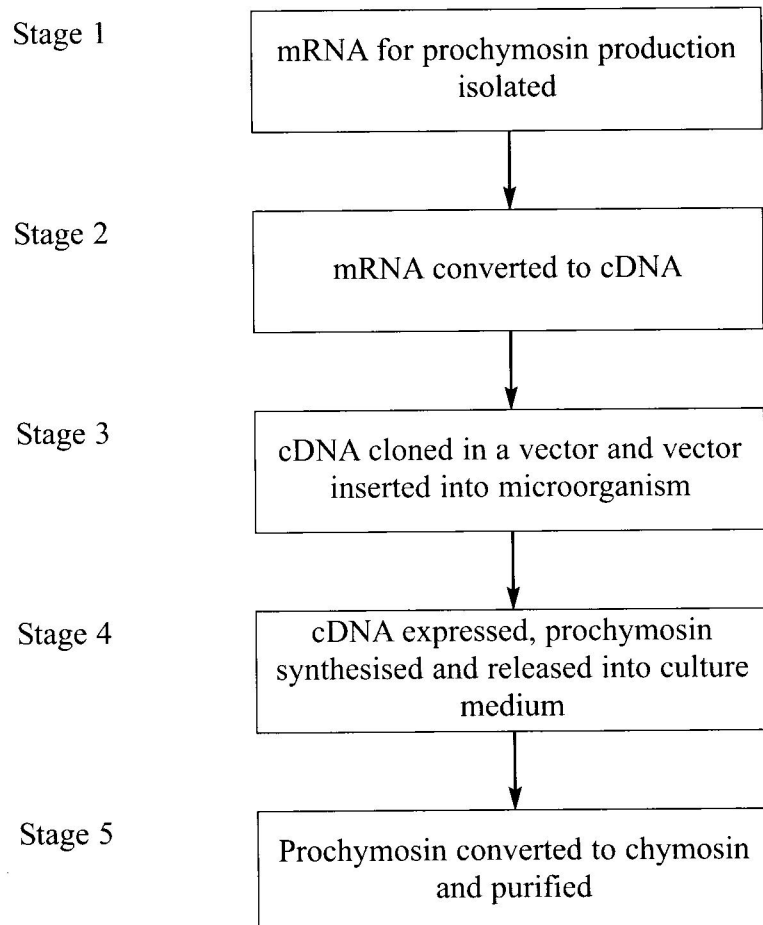 Stage 1
mRNA for prochymosin production
isolated
Stage 2
mRNA converted to cDNA
Stage 3
cDNA cloned in a vector and vector
inserted into microorganism
Stage 4
cDNA expressed, prochymosin
synthesised and released into culture
medium
Stage 5
Prochymosin converted to chymosin
and purified